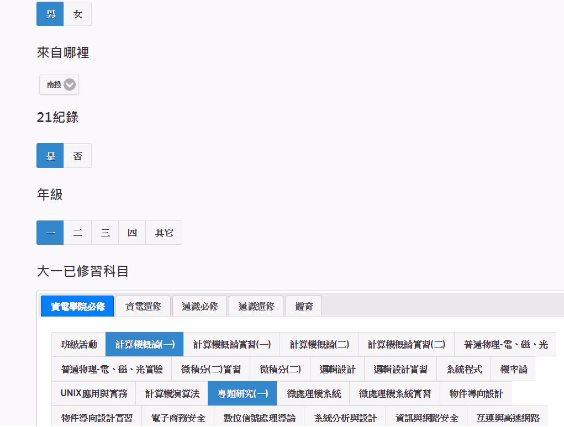 男 女
來自哪裡
南投
21紀錄
是 否
年級
一 二 三 四 其它
大一已修習科目
資電學院必修 資電選修 通識必修 通識選修 體育
班級活動 計算機概論(一) 計算機概論實習(一) 計算機概論(二) 計算機概論實習(二) 普通物理-電、磁、光
普通物理-電、磁、光實驗 微積分(二)實習 微積分(二) 邏輯設計 邏輯設計實習 系統程式 機率論
UNIX應用與實務 計算機演算法 專題研究(一) 微處理機系統 微處理機系統實習 物件導向設計
物件導向設計實習 電子商務安全 數位信號處理導論 系統分析與設計 資訊與網路安全 互連與高速網路